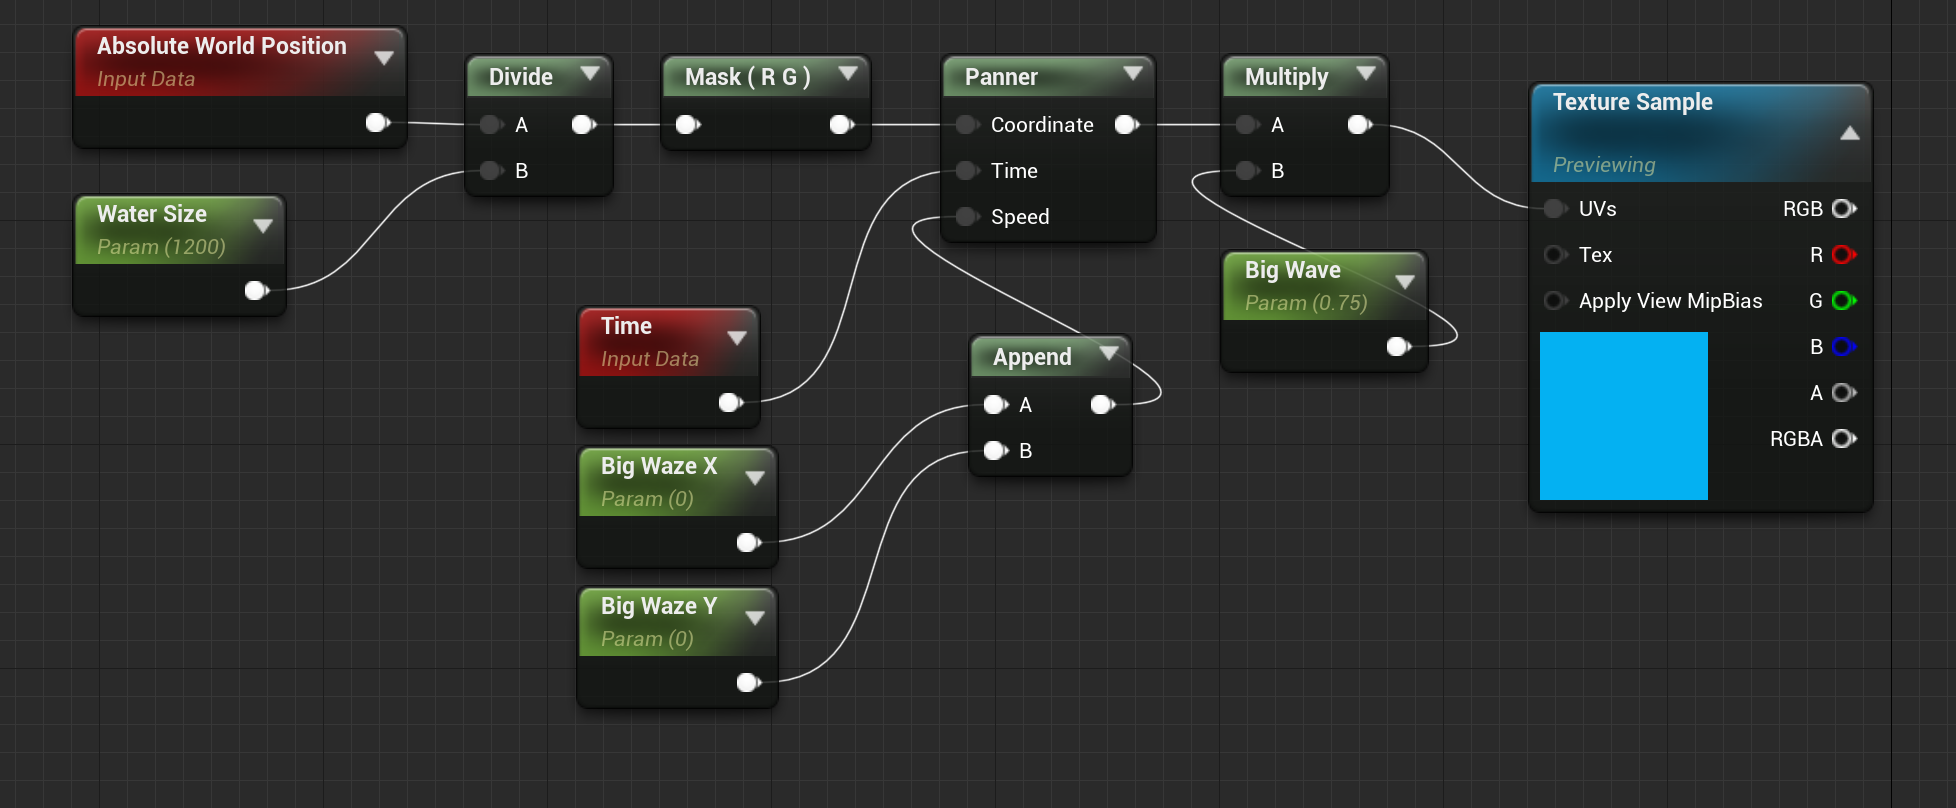 Absolute World Position
Input Data
Water Size
Param (1200)
Divide
A
B
Mask ( R G )
Time
Input Data
Big Waze X
Param (0)
Big Waze Y
Param (0)
Panner
Coordinate
Time
Speed
Append
A
B
Multiply
A
B
Big Wave
Param (0.75)
Texture Sample
Previewing
UVs RGB
Tex R
Apply View MipBias G
B
A
RGBA